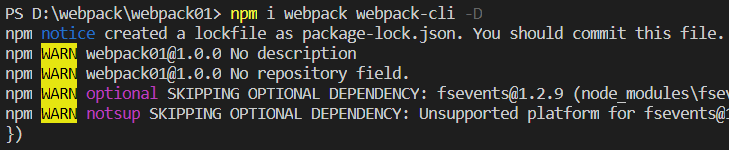 PS D:\webpack\webpack01> npm i webpack webpack-cli -D
npm notice created a lockfile as package-lock.json. You should commit this file.
npm WARN webpack01@1.0.0 No description
npm WARN webpack01@1.0.0 No repository field.
npm WARN optional SKIPPING OPTIONAL DEPENDENCY: fsevents@1.2.9 (node_modules\fsev
npm WARN notsup SKIPPING OPTIONAL DEPENDENCY: Unsupported platform for fsevents@1
})